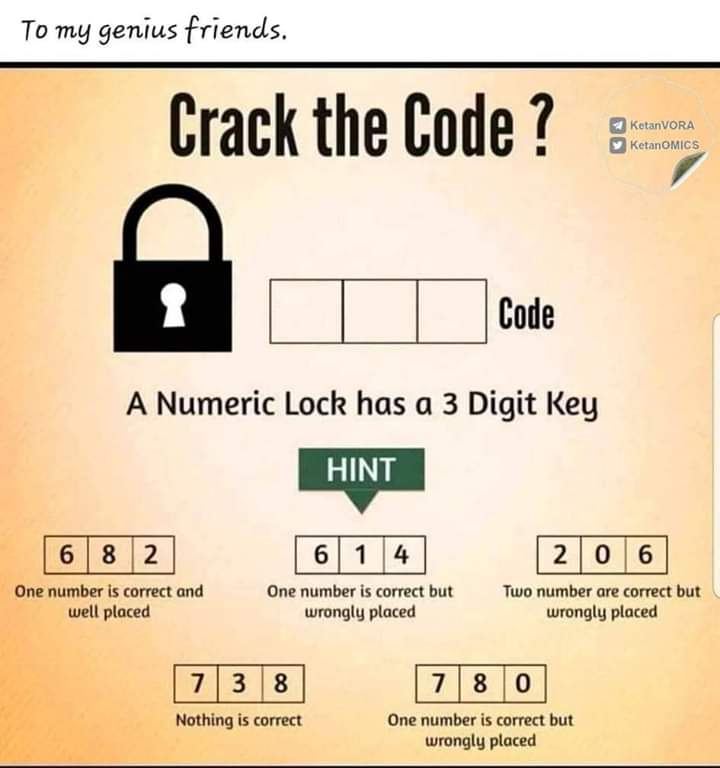 To my genius friends.
Crack the Code ?
KetanVORA
KetanOMICS
Code
A Numeric Lock has a 3 Digit Key
HINT
6 8 2
One number is correct and
well placed
6 1 4
One number is correct but
wrongly placed
2 0 6
Two number are correct but
wrongly placed
7 3 8
Nothing is correct
7 8 0
One number is correct but
wrongly placed